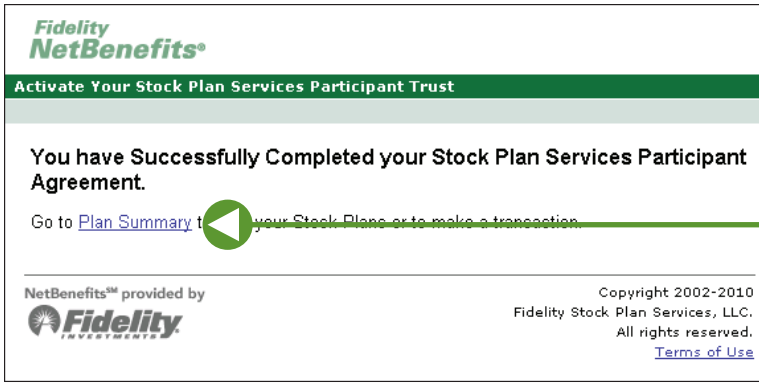 Fidelity
NetBenefits®
Activate Your Stock Plan Services Participant Trust
You have Successfully Completed your Stock Plan Services Participant
Agreement.
Go to Plan Summary your Stock Plans or to make a transaction.
NetBenefits℠ provided by
Fidelity
INVESTMENTS
Copyright 2002-2010
Fidelity Stock Plan Services, LLC.
All rights reserved.
Terms of Use